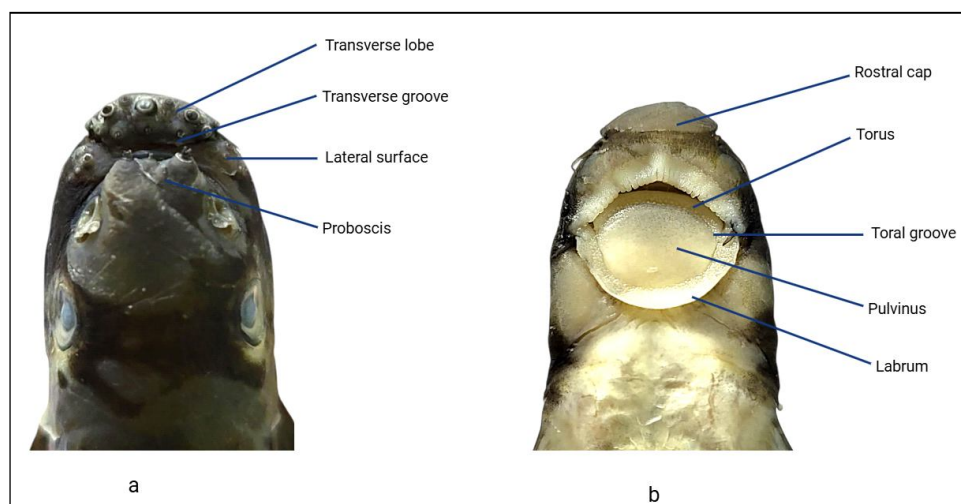 Transverse lobe
Transverse groove
Lateral surface
Proboscis
a
Rostral cap
Torus
Toral groove
Pulvinus
Labrum
b